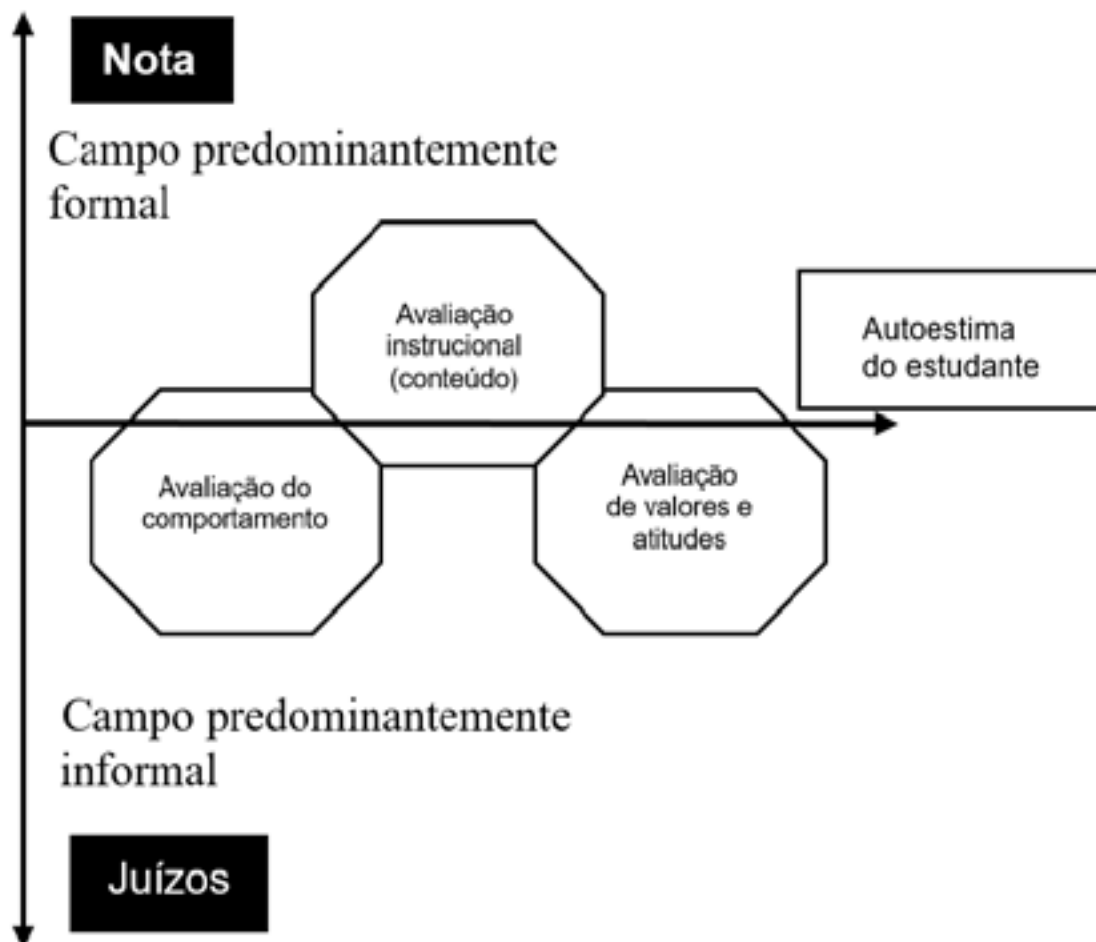 Nota
Campo predominantemente
formal
Avaliação
instrucional
(conteúdo)
Autoestima
do estudante
Avaliação do
comportamento
Avaliação
de valores e
atitudes
Campo predominantemente
informal
Juízos